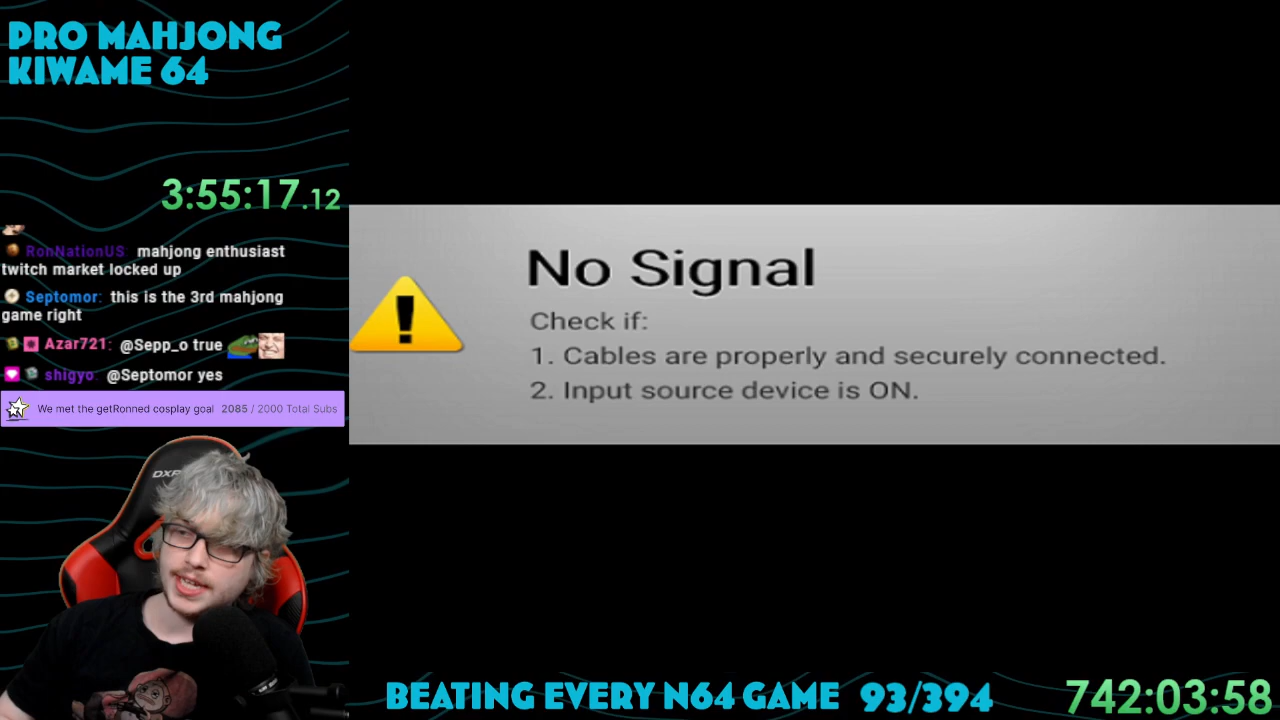 PRO MAHJONG
KIWAME 64
3:55:17.12
RonNationUS mahjong enthusiast
twitch market locked up
Septomor: this is the 3rd mahjong
game right
Azar721: @Sepp_o true
shigyo: @Septomor yes
We met the getRonned cosplay goal 2085 / 2000 Total Subs
No Signal
Check if:
1. Cables are properly and securely connected.
2. Input source device is ON.
BEATING EVERY N64 GAME 93/394
742:03:58